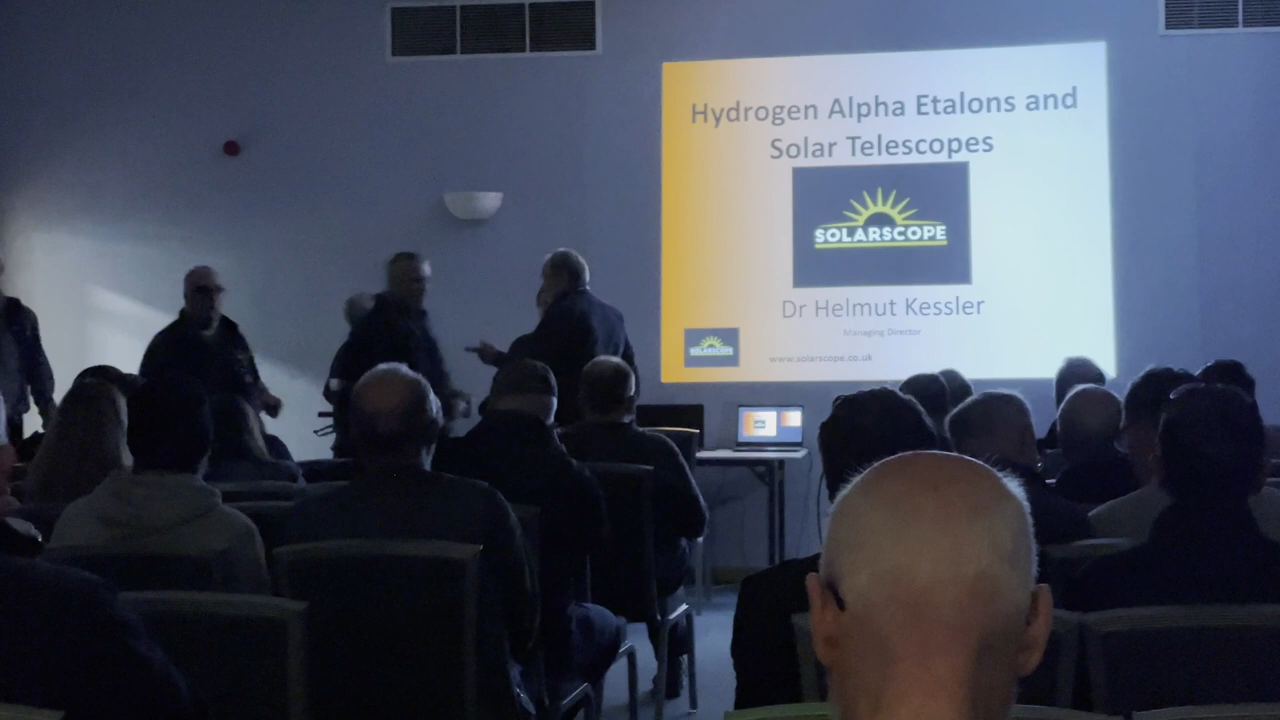 Hydrogen Alpha Etalons and
Solar Telescopes
SOLARSCOPE
Dr Helmut Kessler
Managing Director
SOLARSCOPE
www.solarscope.co.uk